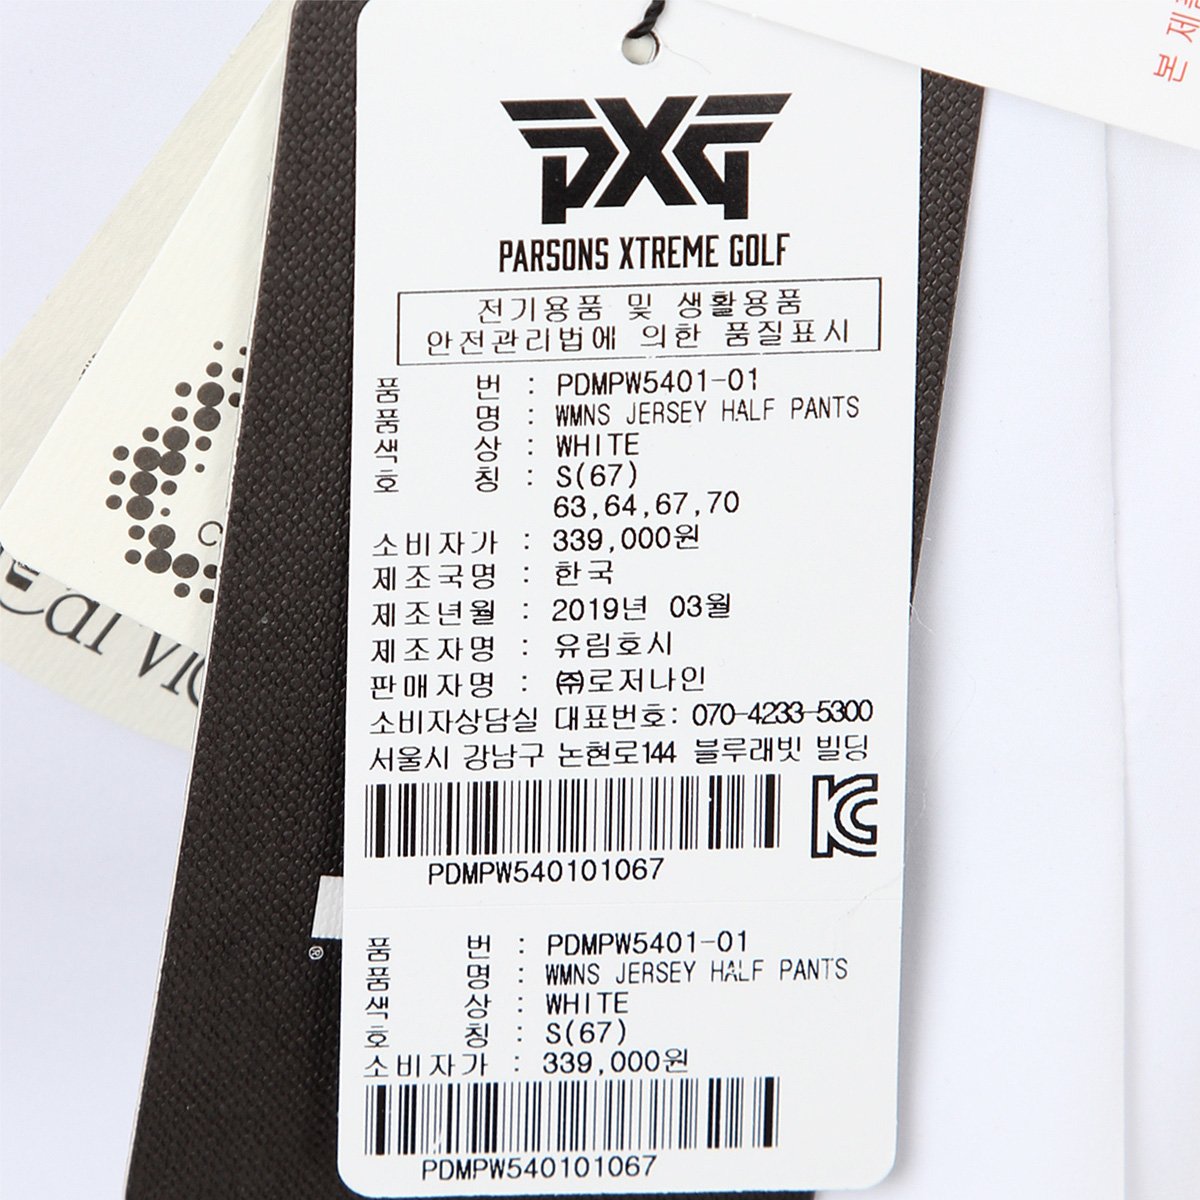 본 제
PXG
PARSONS XTREME GOLF
전기용품 및 생활용품
안전관리법에 의한 품질표시
품 번 : PDMPW5401-01
품 명 : WMNS JERSEY HALF PANTS
색 상 : WHITE
호 칭 : S(67)
63,64,67,70
소비자가 : 339,000원
제조국명 : 한국
제조년월 : 2019년 03월
제조자명 : 유림호시
판매자명 : ㈜로저나인
소비자상담실 대표번호: 070-4233-5300
서울시 강남구 논현로144 블루래빗 빌딩
KC
PDMPW540101067
품 번 : PDMPW5401-01
품 명 : WMNS JERSEY HALF PANTS
색 상 : WHITE
호 칭 : S(67)
소비자가 : 339,000원
PDMPW540101067
®